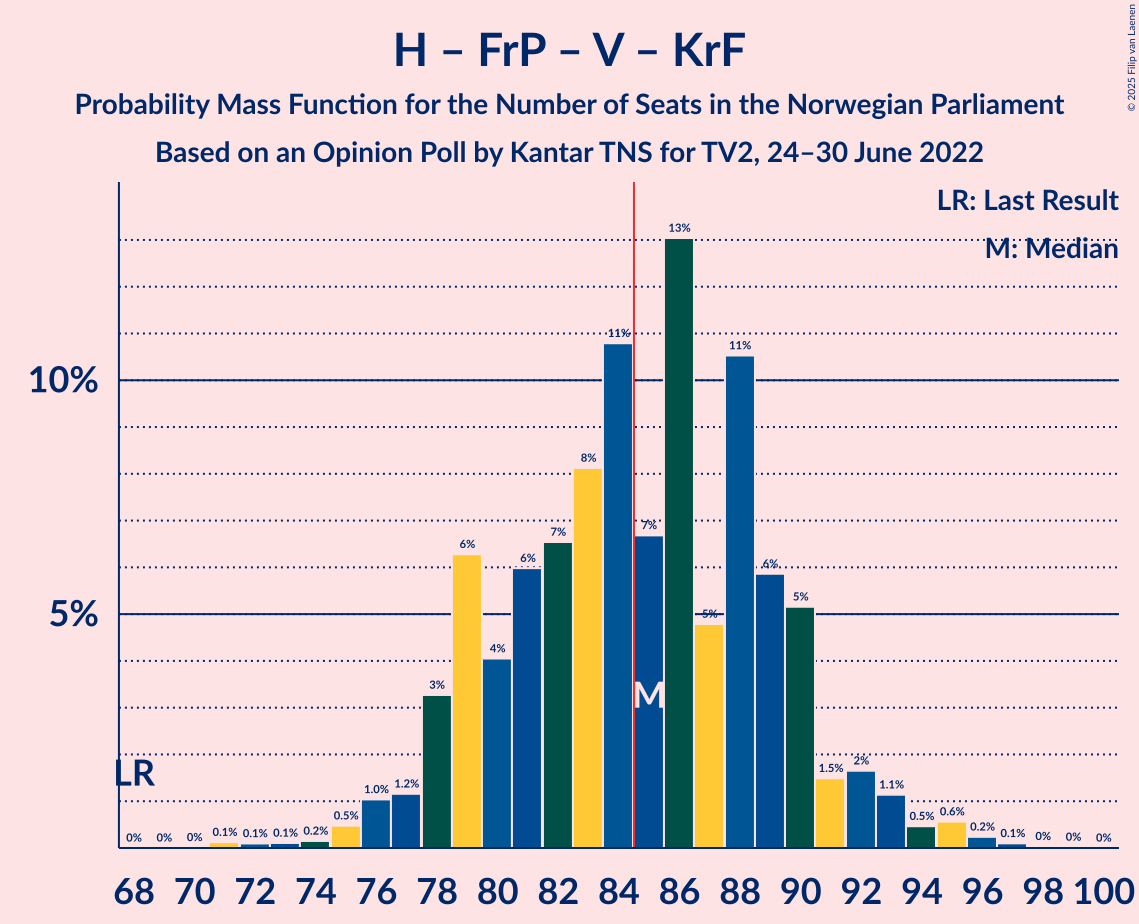 H – FrP – V – KrF
Probability Mass Function for the Number of Seats in the Norwegian Parliament
Based on an Opinion Poll by Kantar TNS for TV2, 24–30 June 2022
© 2025 Filip van Laenen
LR: Last Result
M: Median
13%
11%
11%
10%
8%
7%
7%
6%
6%
6%
5%
5%
5%
4%
3%
M
LR
2%
1.5%
1.2%
1.1%
1.0%
0.5%
0.6%
0.5%
0% 0% 0% 0.1% 0.1% 0.1% 0.2% 0.2% 0.1% 0% 0% 0%
68 70 72 74 76 78 80 82 84 86 88 90 92 94 96 98 100